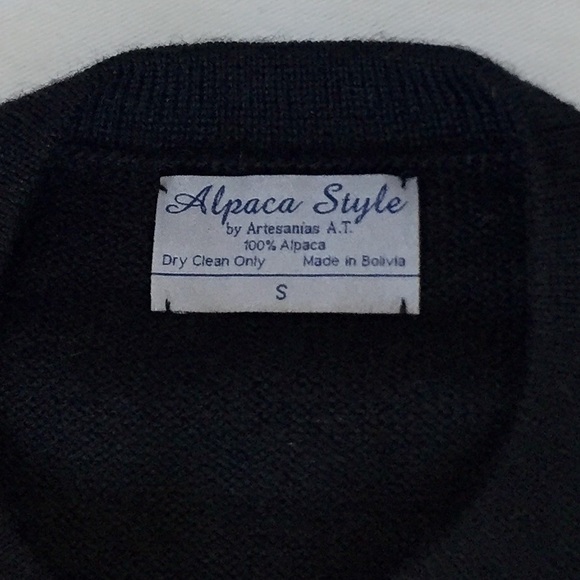 Alpaca Style
by Artesanias A.T.
100% Alpaca
Dry Clean Only Made in Bolivia
S